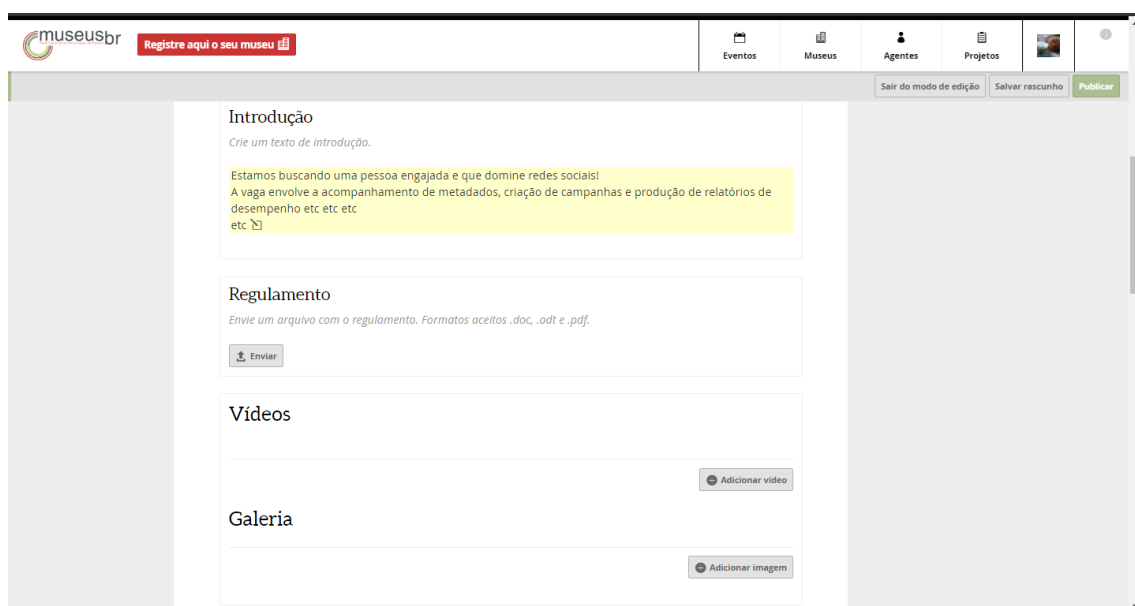 museusbr
Registre aqui o seu museu
Eventos
Museus
Agentes
Projetos
Sair do modo de edição
Salvar rascunho
Publicar
Introdução
Crie um texto de introdução.
Estamos buscando uma pessoa engajada e que domine redes sociais!
A vaga envolve a acompanhamento de metadados, criação de campanhas e produção de relatórios de
desempenho etc etc etc
etc
Regulamento
Envie um arquivo com o regulamento. Formatos aceitos .doc, .odt e .pdf.
Enviar
Vídeos
Adicionar vídeo
Galeria
Adicionar imagem